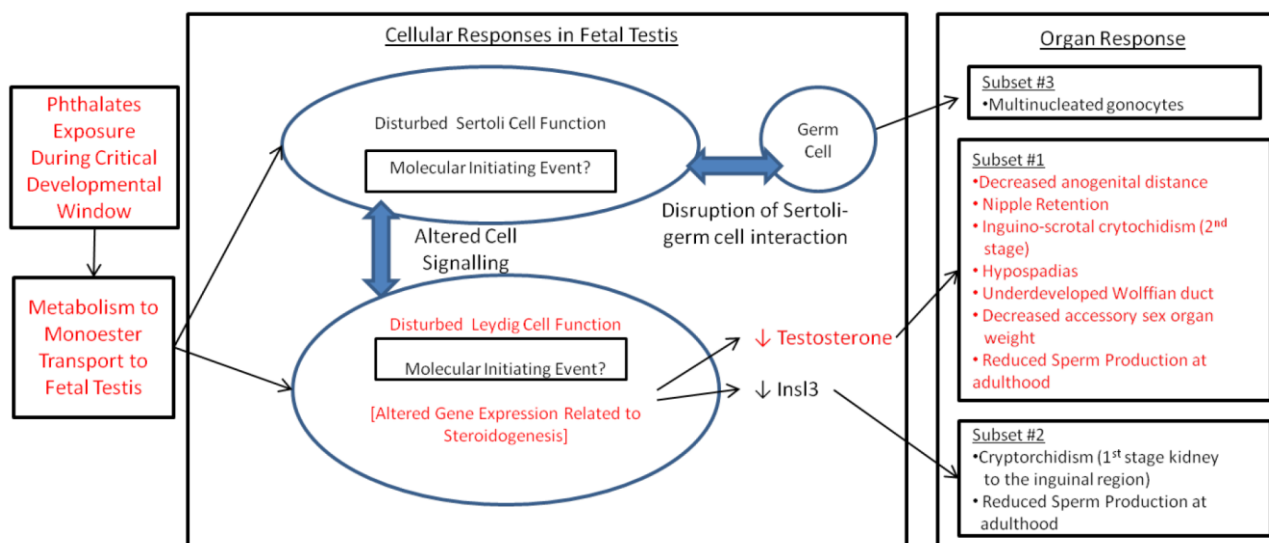 Phthalates
Exposure
During Critical
Developmental
Window
Metabolism to
Monoester
Transport to
Fetal Testis
Cellular Responses in Fetal Testis
Disturbed Sertoli Cell Function
Molecular Initiating Event?
Germ
Cell
Disruption of Sertoli-
germ cell interaction
Altered Cell
Signalling
Disturbed Leydig Cell Function
Molecular Initiating Event?
[Altered Gene Expression Related to
Steroidogenesis]
↓ Testosterone
↓ Insl3
Organ Response
Subset #3
•Multinucleated gonocytes
Subset #1
•Decreased anogenital distance
• Nipple Retention
• Inguino-scrotal crytochidism (2nd
stage)
• Hypospadias
• Underdeveloped Wolffian duct
• Decreased accessory sex organ
weight
• Reduced Sperm Production at
adulthood
Subset #2
•Cryptorchidism (1st stage kidney
to the inguinal region)
• Reduced Sperm Production at
adulthood